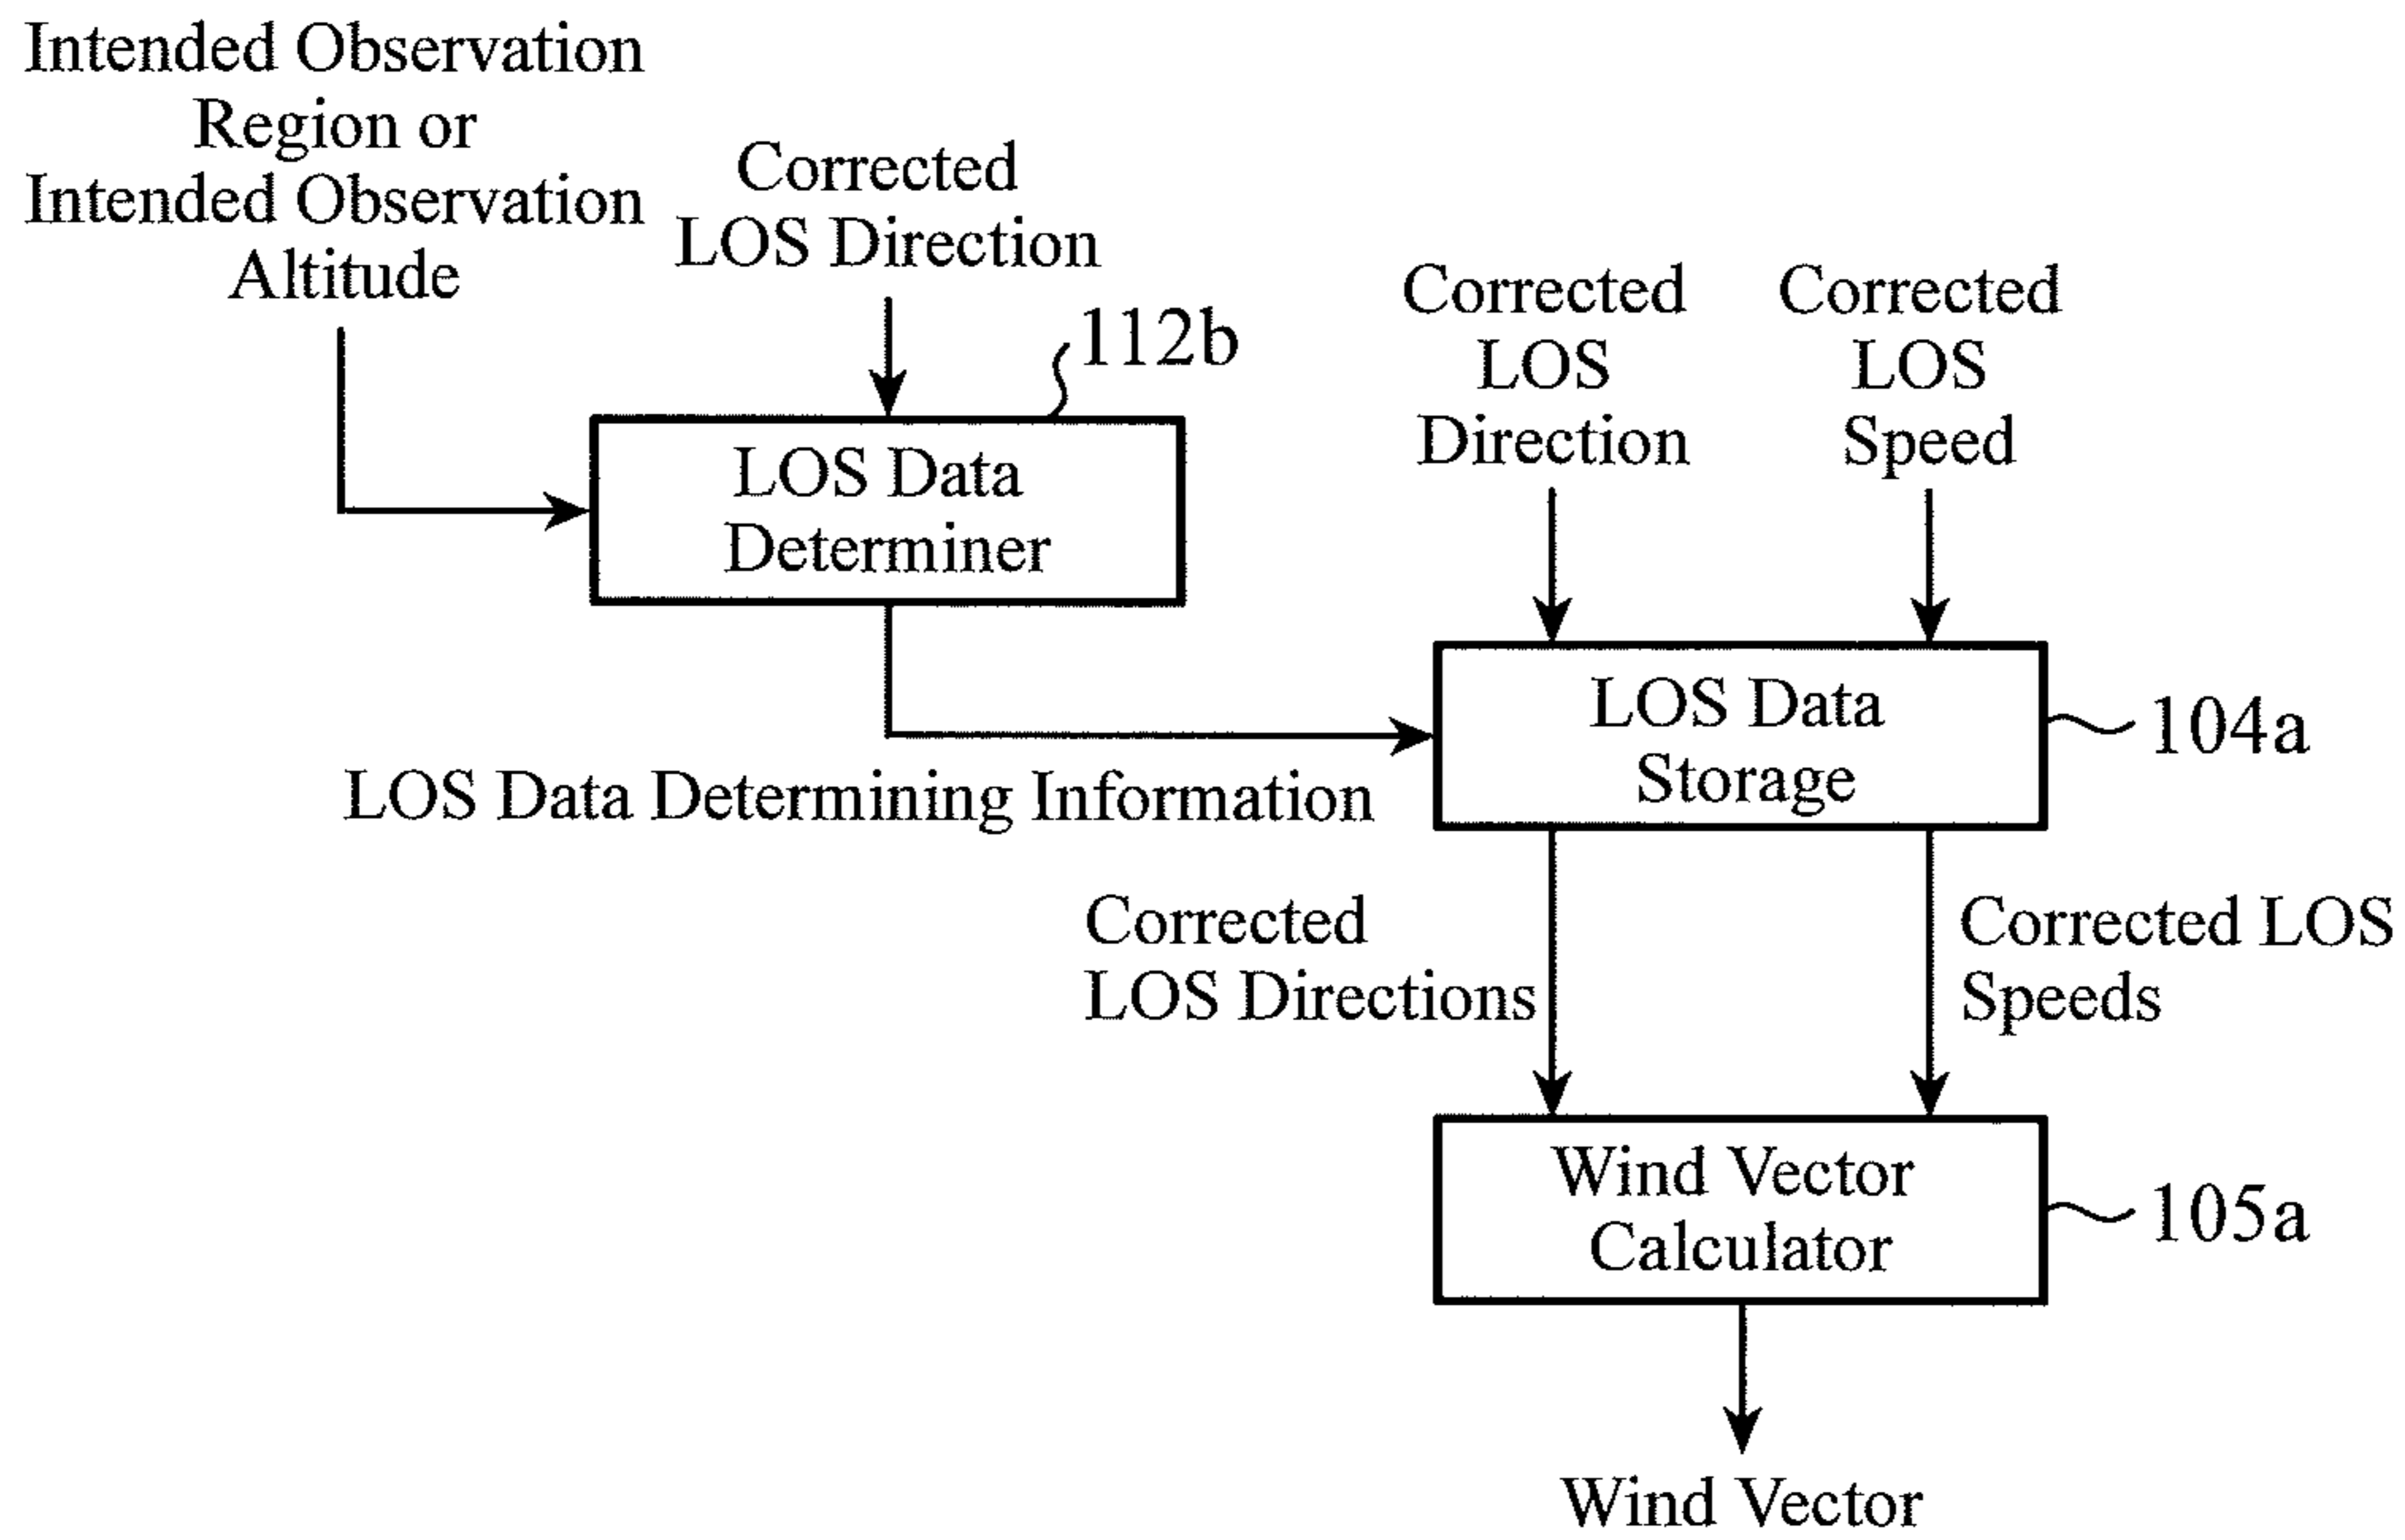 Intended Observation
Region or
Intended Observation
Altitude
Corrected
LOS Direction
112b
LOS Data
Determiner
Corrected
LOS
Direction
Corrected
LOS
Speed
LOS Data
Storage
104a
LOS Data Determining Information
Corrected
LOS Directions
Corrected LOS
Speeds
Wind Vector
Calculator
105a
Wind Vector